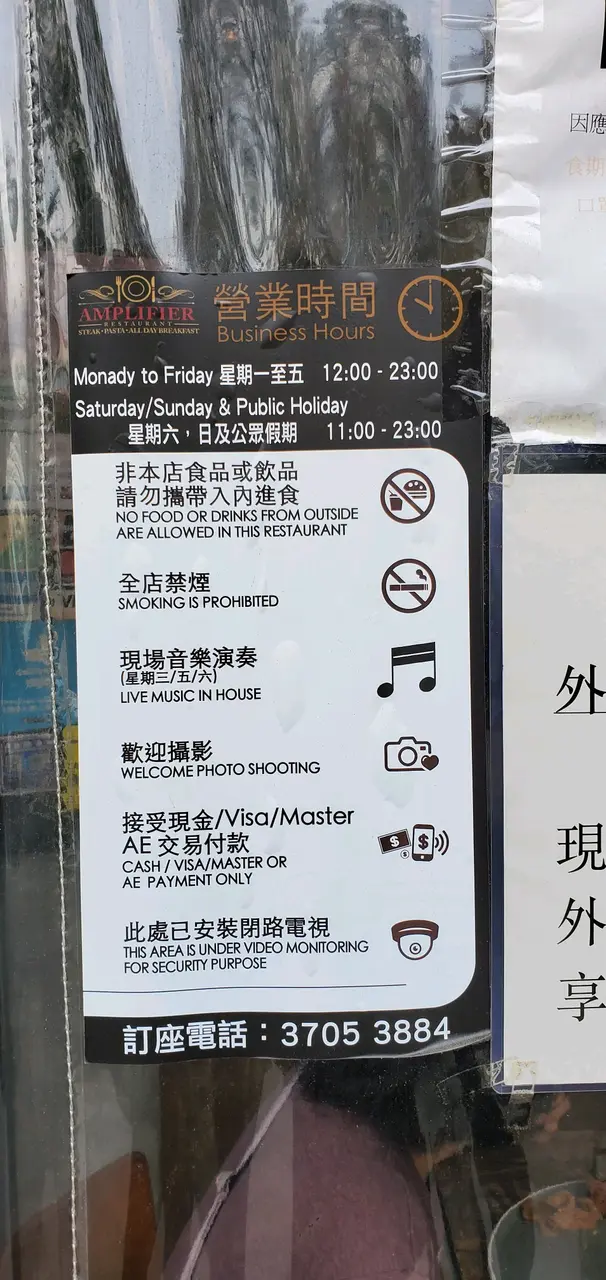 AMPLIFIER
RESTAURANT
STEAK•PASTA•ALL DAY BREAKFAST
營業時間
Business Hours
Monady to Friday 星期一至五 12:00 - 23:00
Saturday/Sunday & Public Holiday
星期六，日及公眾假期 11:00 - 23:00
非本店食品或飲品
請勿攜帶入內進食
NO FOOD OR DRINKS FROM OUTSIDE
ARE ALLOWED IN THIS RESTAURANT
全店禁煙
SMOKING IS PROHIBITED
現場音樂演奏
(星期三/五/六)
LIVE MUSIC IN HOUSE
歡迎攝影
WELCOME PHOTO SHOOTING
接受現金/Visa/Master
AE 交易付款
CASH / VISA/MASTER OR
AE PAYMENT ONLY
此處已安裝閉路電視
THIS AREA IS UNDER VIDEO MONITORING
FOR SECURITY PURPOSE
訂座電話：3705 3884
因應
食期
口
外
現
外
享